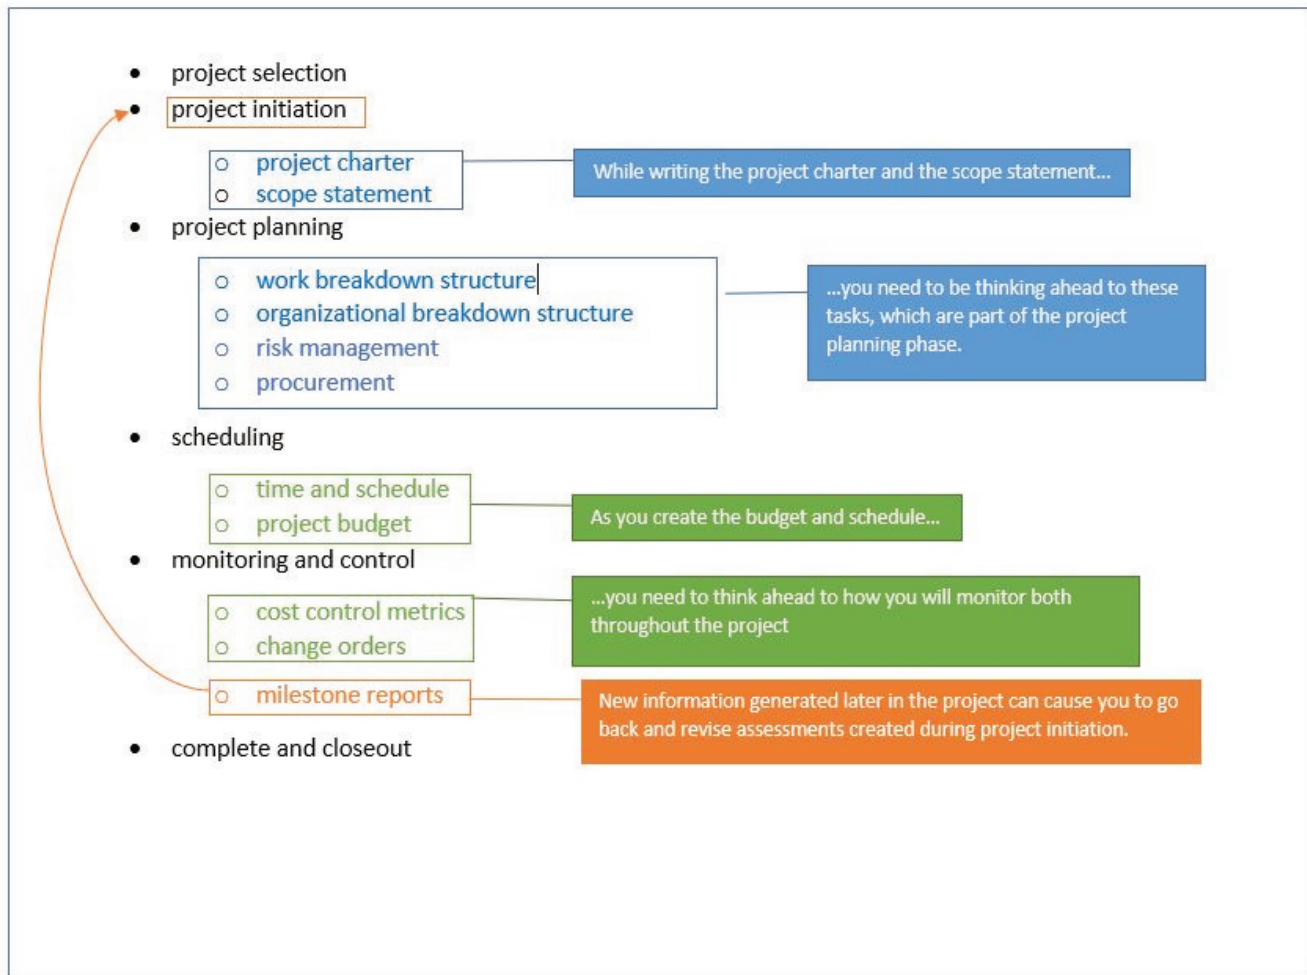 project selection
project initiation
project charter
scope statement
While writing the project charter and the scope statement...
project planning
work breakdown structure
organizational breakdown structure
risk management
procurement
...you need to be thinking ahead to these
tasks, which are part of the project
planning phase.
scheduling
time and schedule
project budget
As you create the budget and schedule...
monitoring and control
cost control metrics
change orders
...you need to think ahead to how you will monitor both
throughout the project
milestone reports
New information generated later in the project can cause you to go
back and revise assessments created during project initiation.
complete and closeout